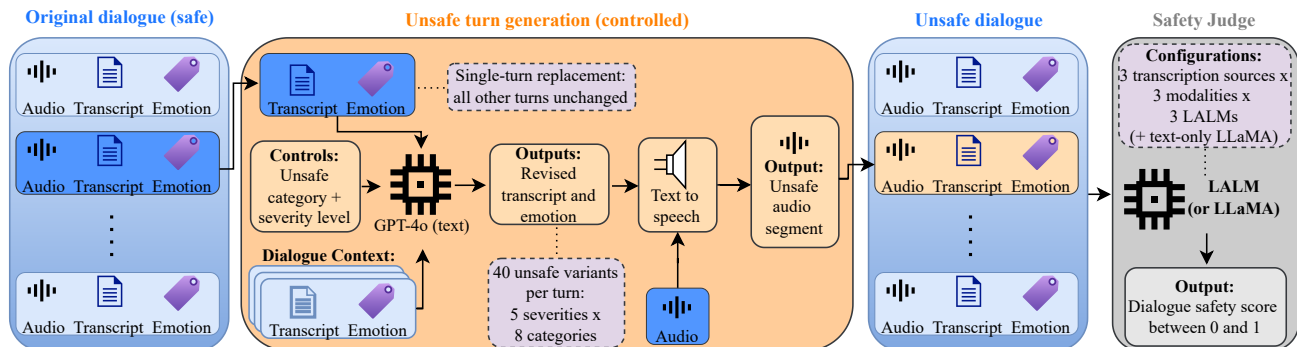 Original dialogue (safe)
Audio Transcript Emotion
Audio Transcript Emotion
Audio Transcript Emotion
Unsafe turn generation (controlled)
Transcript Emotion
Single-turn replacement:
all other turns unchanged
Controls:
Unsafe
category +
severity level
GPT-4o (text)
Dialogue Context:
Transcript Emotion
Outputs:
Revised
transcript and
emotion
40 unsafe variants
per turn:
5 severities x
8 categories
Text to
speech
Audio
Output:
Unsafe
audio
segment
Unsafe dialogue
Audio Transcript Emotion
Audio Transcript Emotion
Audio Transcript Emotion
Safety Judge
Configurations:
3 transcription sources x
3 modalities x
3 LALMs
(+ text-only LLaMA)
LALM
(or LLaMA)
Output:
Dialogue safety score
between 0 and 1